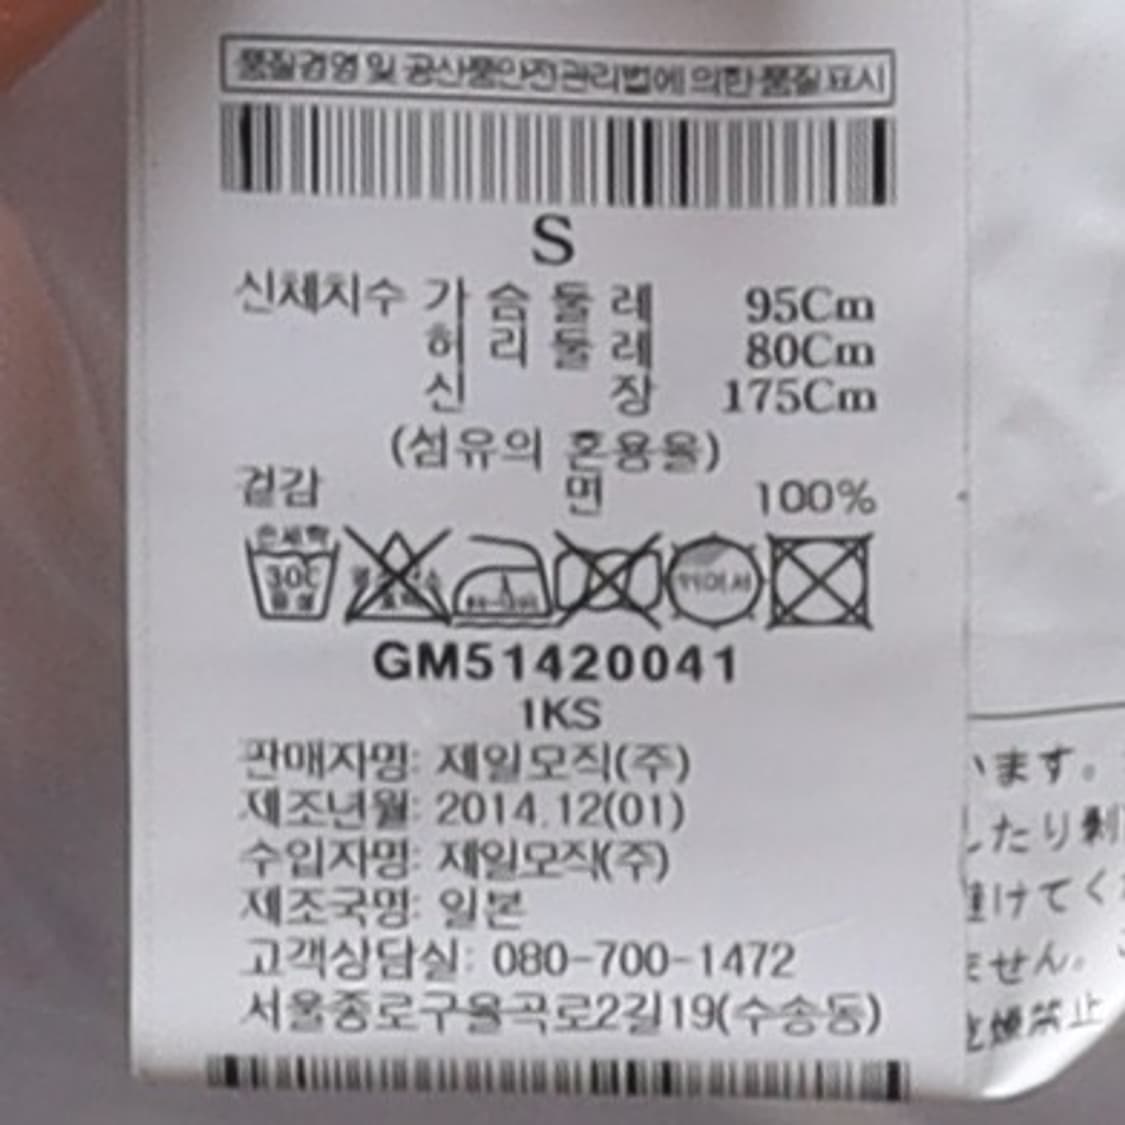 품질경영 및 공산품안전관리법에 의한 품질표시
S
신체치수 가슴둘레 95Cm
허리둘레 80Cm
신장 175Cm
(섬유의 혼용율)
겉감 면 100%
손세탁
30℃
중성
뉘어서
GM51420041
1KS
판매자명: 제일모직(주)
제조년월: 2014.12(01)
수입자명: 제일모직(주)
제조국명: 일본
고객상담실: 080-700-1472
서울종로구율곡로2길19(수송동)
います。
たり剥
けてく
ません。
乾燥禁止